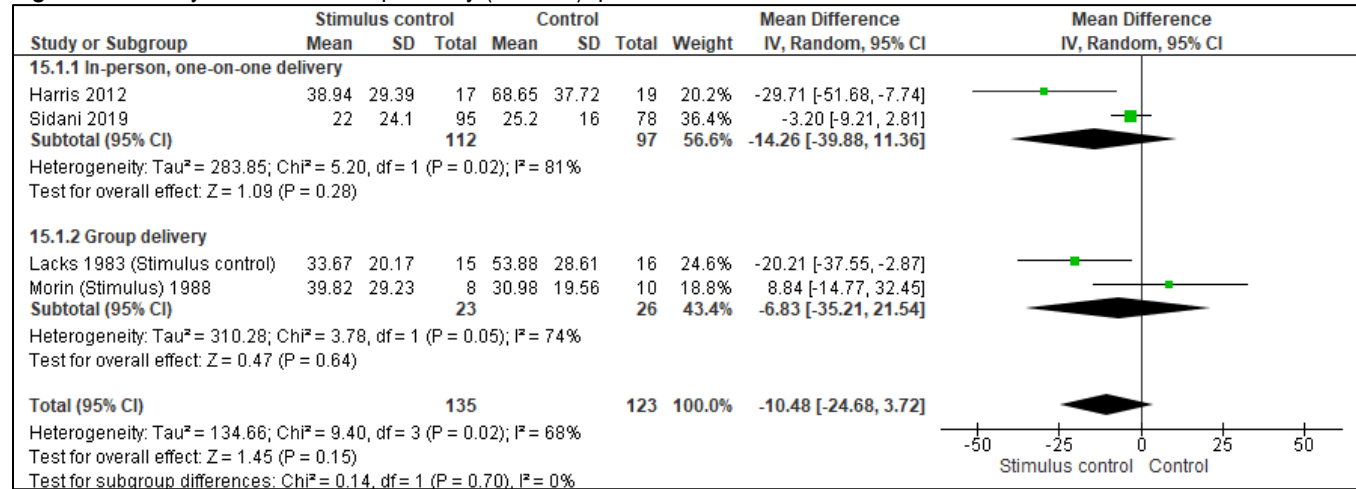 Stimulus control Control Mean Difference Mean Difference
Study or Subgroup Mean SD Total Mean SD Total Weight IV, Random, 95% CI IV, Random, 95% CI
15.1.1 In-person, one-on-one delivery
Harris 2012 38.94 29.39 17 68.65 37.72 19 20.2% -29.71 [-51.68, -7.74]
Sidani 2019 22 24.1 95 25.2 16 78 36.4% -3.20 [-9.21, 2.81]
Subtotal (95% CI) 112 97 56.6% -14.26 [-39.88, 11.36]
Heterogeneity: Tau² = 283.85; Chi² = 5.20, df = 1 (P = 0.02); I² = 81%
Test for overall effect: Z = 1.09 (P = 0.28)
15.1.2 Group delivery
Lacks 1983 (Stimulus control) 33.67 20.17 15 53.88 28.61 16 24.6% -20.21 [-37.55, -2.87]
Morin (Stimulus) 1988 39.82 29.23 8 30.98 19.56 10 18.8% 8.84 [-14.77, 32.45]
Subtotal (95% CI) 23 26 43.4% -6.83 [-35.21, 21.54]
Heterogeneity: Tau² = 310.28; Chi² = 3.78, df = 1 (P = 0.05); I² = 74%
Test for overall effect: Z = 0.47 (P = 0.64)
Total (95% CI) 135 123 100.0% -10.48 [-24.68, 3.72]
Heterogeneity: Tau² = 134.66; Chi² = 9.40, df = 3 (P = 0.02); I² = 68%
Test for overall effect: Z = 1.45 (P = 0.15)
Test for subgroup differences: Chi² = 0.14, df = 1 (P = 0.70), I² = 0%
-50 -25 0 25 50
Stimulus control Control